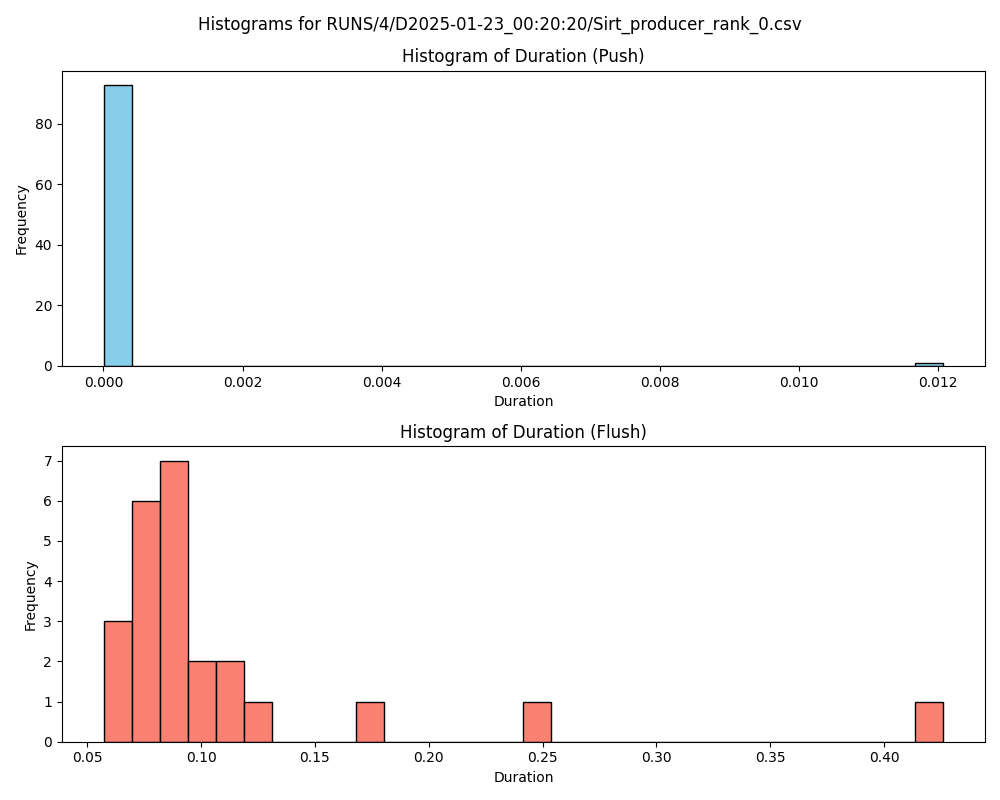 Histograms for RUNS/4/D2025-01-23_00:20:20/Sirt_producer_rank_0.csv
Histogram of Duration (Push)
Frequency
80
60
40
20
0
0.000 0.002 0.004 0.006 0.008 0.010 0.012
Duration
Histogram of Duration (Flush)
Frequency
7
6
5
4
3
2
1
0
0.05 0.10 0.15 0.20 0.25 0.30 0.35 0.40
Duration